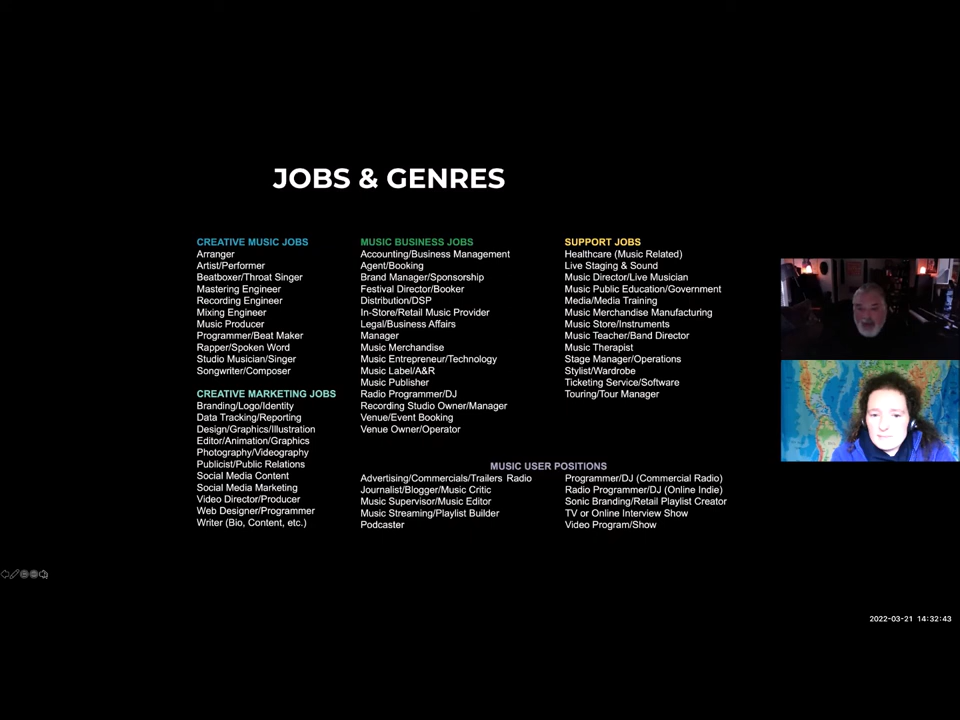 JOBS & GENRES
CREATIVE MUSIC JOBS
Arranger
Artist/Performer
Beatboxer/Throat Singer
Mastering Engineer
Recording Engineer
Mixing Engineer
Music Producer
Programmer/Beat Maker
Rapper/Spoken Word
Studio Musician/Singer
Songwriter/Composer
CREATIVE MARKETING JOBS
Branding/Logo/Identity
Data Tracking/Reporting
Design/Graphics/Illustration
Editor/Animation/Graphics
Photography/Videography
Publicist/Public Relations
Social Media Content
Social Media Marketing
Video Director/Producer
Web Designer/Programmer
Writer (Bio, Content, etc.)
MUSIC BUSINESS JOBS
Accounting/Business Management
Agent/Booking
Brand Manager/Sponsorship
Festival Director/Booker
Distribution/DSP
In-Store/Retail Music Provider
Legal/Business Affairs
Manager
Music Merchandise
Music Entrepreneur/Technology
Music Label/A&R
Music Publisher
Radio Programmer/DJ
Recording Studio Owner/Manager
Venue/Event Booking
Venue Owner/Operator
SUPPORT JOBS
Healthcare (Music Related)
Live Staging & Sound
Music Director/Live Musician
Music Public Education/Government
Media/Media Training
Music Merchandise Manufacturing
Music Store/Instruments
Music Teacher/Band Director
Music Therapist
Stage Manager/Operations
Stylist/Wardrobe
Ticketing Service/Software
Touring/Tour Manager
MUSIC USER POSITIONS
Advertising/Commercials/Trailers Radio
Journalist/Blogger/Music Critic
Music Supervisor/Music Editor
Music Streaming/Playlist Builder
Podcaster
Programmer/DJ (Commercial Radio)
Radio Programmer/DJ (Online Indie)
Sonic Branding/Retail Playlist Creator
TV or Online Interview Show
Video Program/Show
2022-03-21 14:32:43